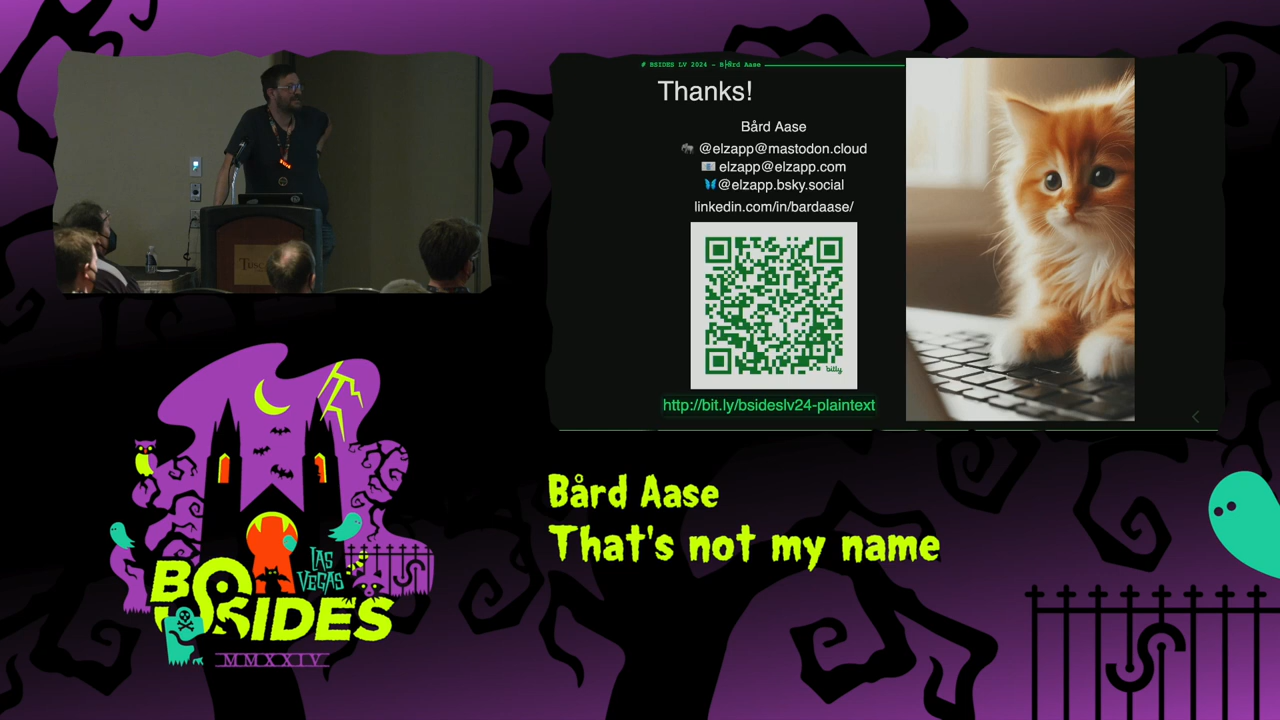 # BSIDES LV 2024 - Bård Aase
Thanks!
Bård Aase
@elzapp@mastodon.cloud
elzapp@elzapp.com
@elzapp.bsky.social
linkedin.com/in/bardaase/
bitly
http://bit.ly/bsideslv24-plaintext
Bård Aase
That's not my name
LAS
VEGAS
BSIDES
MMXXIV